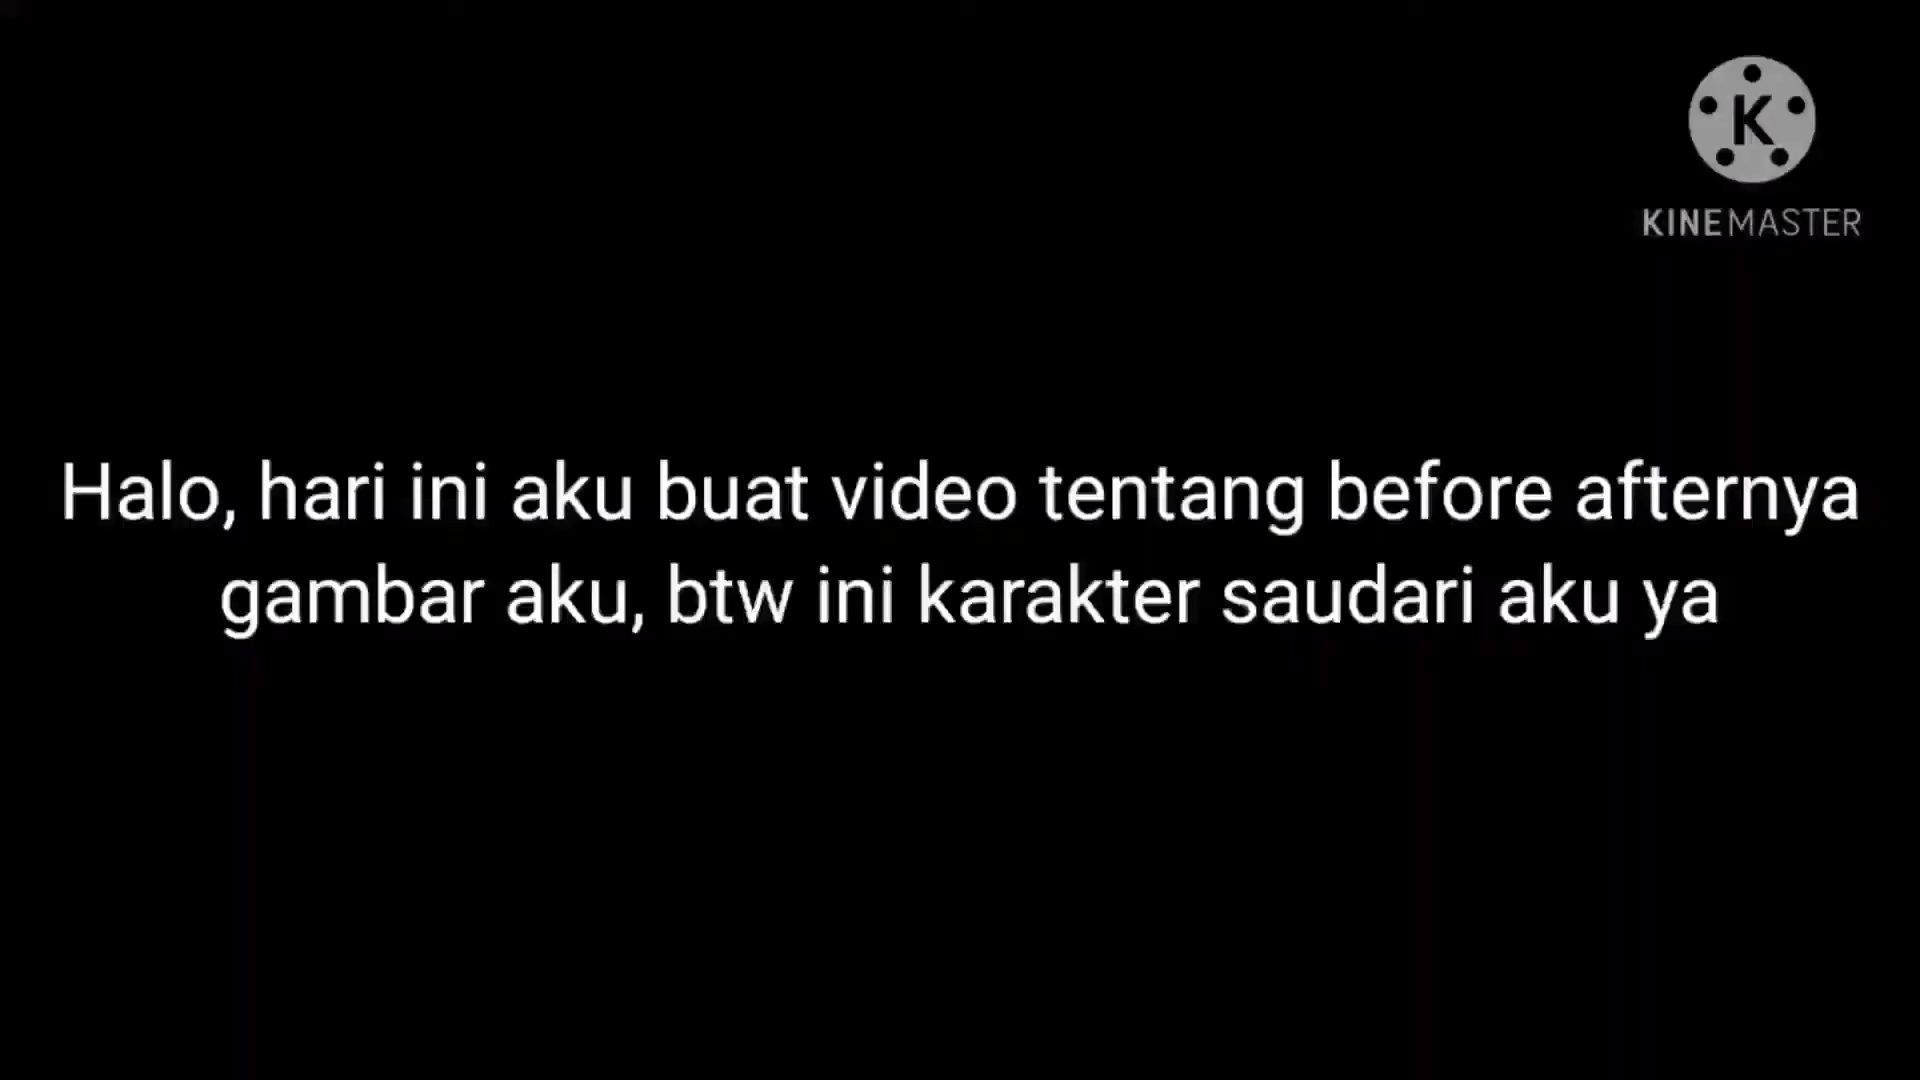 K
KINEMASTER
Halo, hari ini aku buat video tentang before afternya
gambar aku, btw ini karakter saudari aku ya